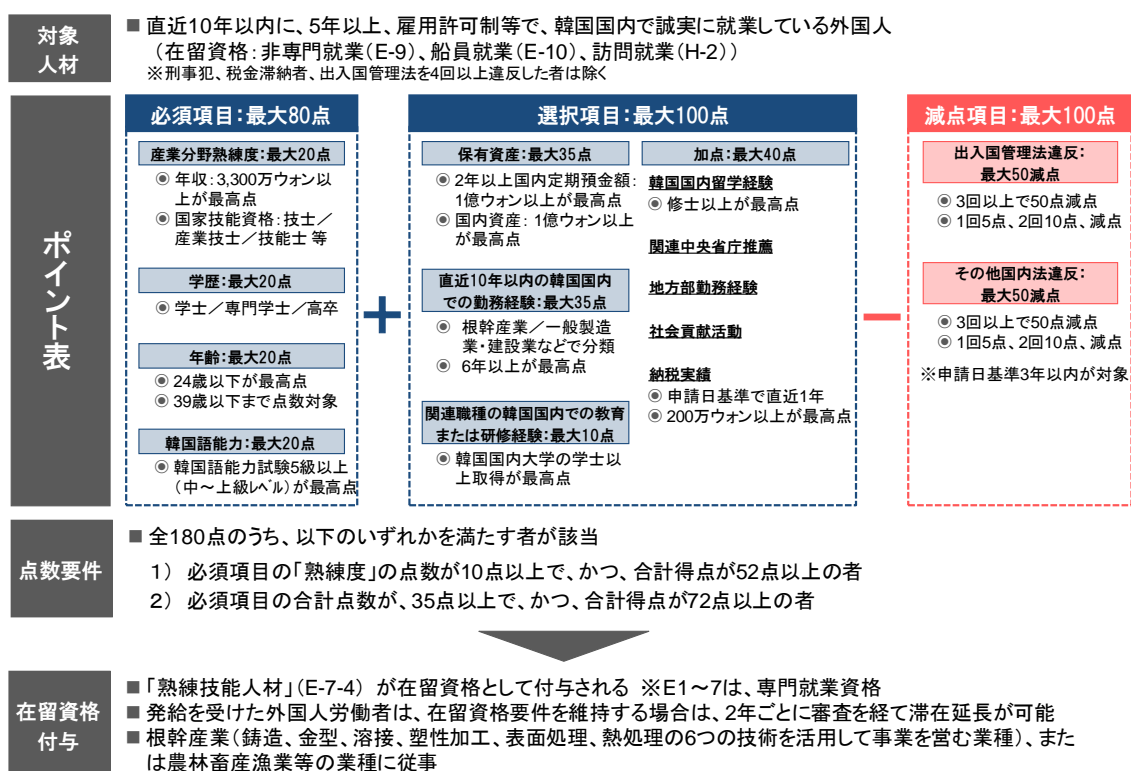 対象
人材
■ 直近10年以内に、5年以上、雇用許可制等で、韓国国内で誠実に就業している外国人
（在留資格：非専門就業(E-9)、船員就業(E-10)、訪問就業(H-2)）
※刑事犯、税金滞納者、出入国管理法を4回以上違反した者は除く
ポイント表
必須項目：最大80点
産業分野熟練度：最大20点
◉ 年収：3,300万ウォン以
上が最高点
◉ 国家技能資格：技士／
産業技士／技能士 等
学歴：最大20点
◉ 学士／専門学士／高卒
年齢：最大20点
◉ 24歳以下が最高点
◉ 39歳以下まで点数対象
韓国語能力：最大20点
◉ 韓国語能力試験5級以上
（中～上級ﾚﾍﾞﾙ）が最高点
＋
選択項目：最大100点
保有資産：最大35点
◉ 2年以上国内定期預金額：
1億ウォン以上が最高点
◉ 国内資産： 1億ウォン以上
が最高点
直近10年以内の韓国国内
での勤務経験：最大35点
◉ 根幹産業／一般製造
業・建設業などで分類
◉ 6年以上が最高点
関連職種の韓国国内での教育
または研修経験：最大10点
◉ 韓国国内大学の学士以
上取得が最高点
加点：最大40点
韓国国内留学経験
◉ 修士以上が最高点
関連中央省庁推薦
地方部勤務経験
社会貢献活動
納税実績
◉ 申請日基準で直近1年
◉ 200万ウォン以上が最高点
－
減点項目：最大100点
出入国管理法違反：
最大50減点
◉ 3回以上で50点減点
◉ 1回5点、2回10点、減点
その他国内法違反：
最大50減点
◉ 3回以上で50点減点
◉ 1回5点、2回10点、減点
※申請日基準3年以内が対象
点数要件
■ 全180点のうち、以下のいずれかを満たす者が該当
1） 必須項目の「熟練度」の点数が10点以上で、かつ、合計得点が52点以上の者
2） 必須項目の合計点数が、35点以上で、かつ、合計得点が72点以上の者
在留資格
付与
■ 「熟練技能人材」(E-7-4) が在留資格として付与される ※E1～7は、専門就業資格
■ 発給を受けた外国人労働者は、在留資格要件を維持する場合は、2年ごとに審査を経て滞在延長が可能
■ 根幹産業(鋳造、金型、溶接、塑性加工、表面処理、熱処理の6つの技術を活用して事業を営む業種)、また
は農林畜産漁業等の業種に従事